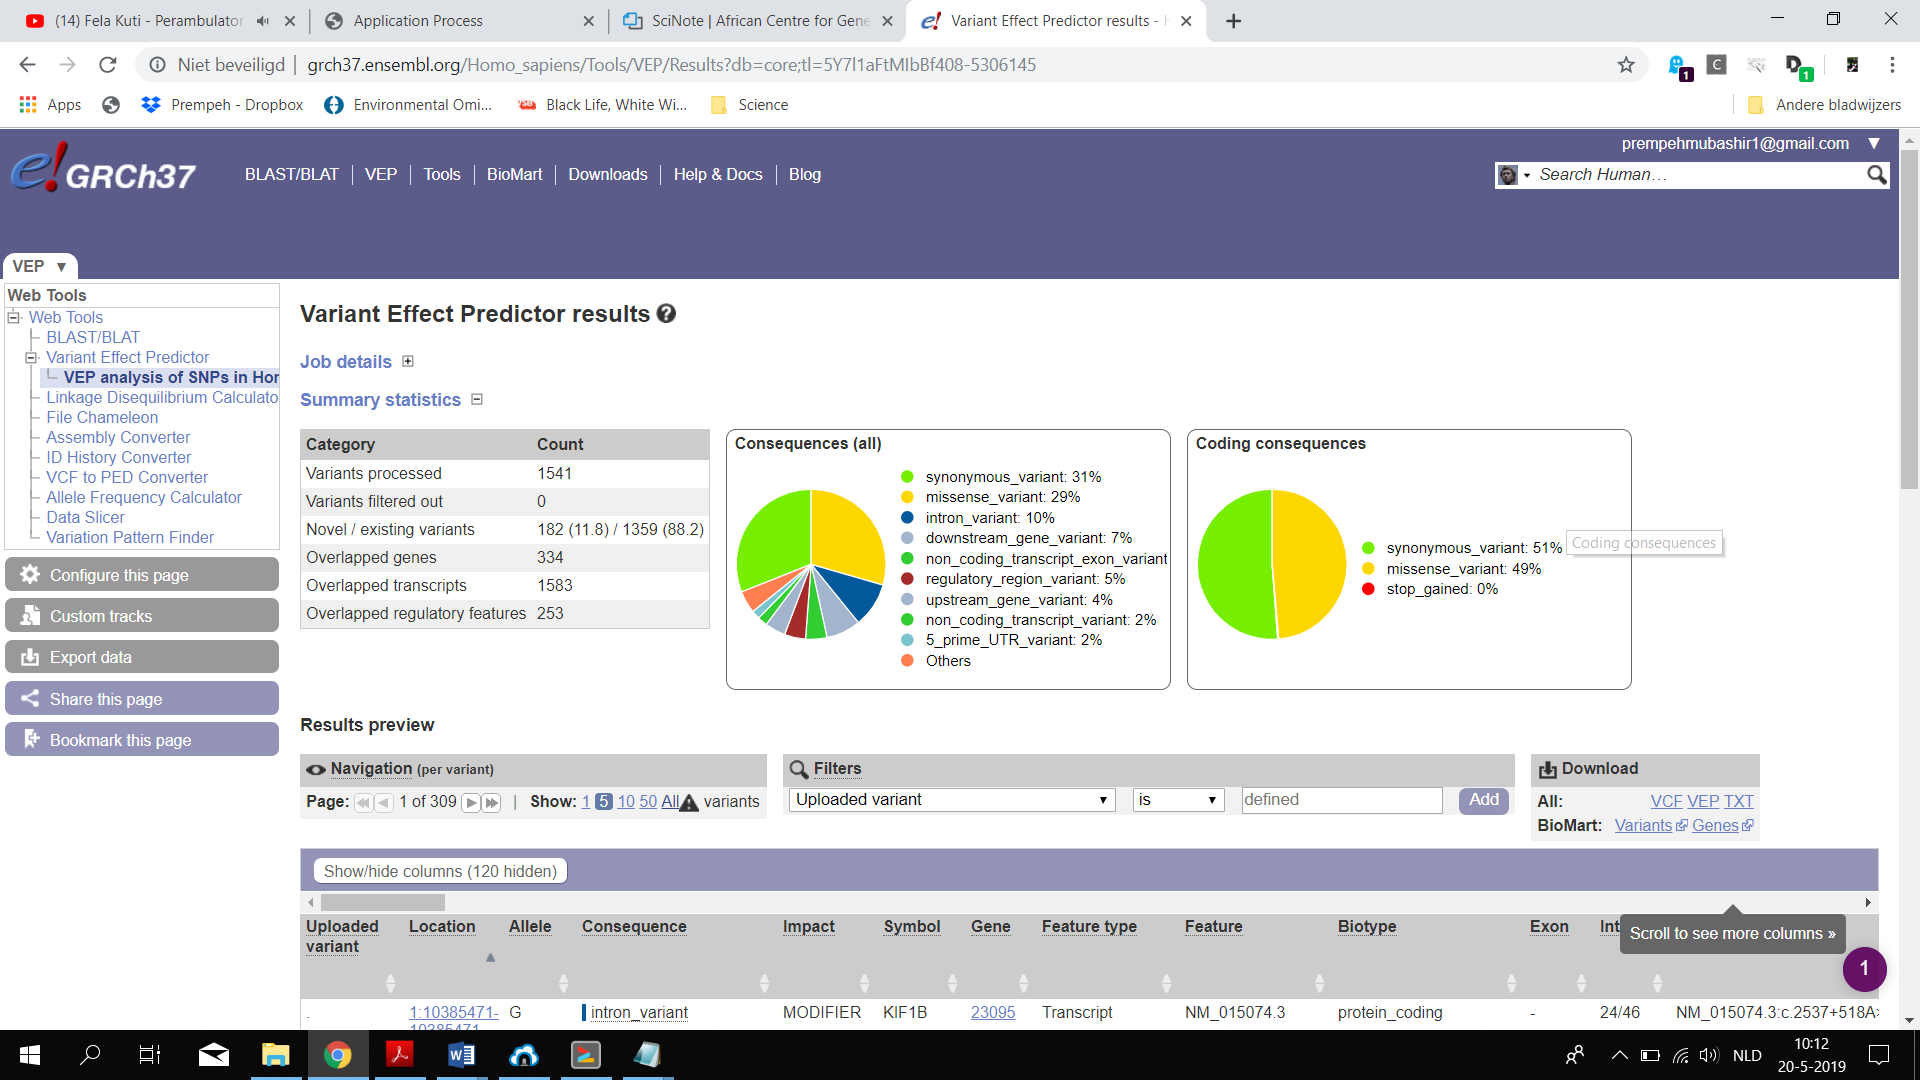 (14) Fela Kuti - Perambulator
Application Process
SciNote | African Centre for Gene
Variant Effect Predictor results - H
Niet beveiligd | grch37.ensembl.org/Homo_sapiens/Tools/VEP/Results?db=core;tl=5Y7l1aFtMIbBf408-5306145
1
C
1
Apps
Prempeh - Dropbox
Environmental Omi...
Black Life, White Wi...
Science
Andere bladwijzers
prempehmubashir1@gmail.com ▼
e!GRCh37
BLAST/BLAT | VEP | Tools | BioMart | Downloads | Help & Docs | Blog
Search Human…
VEP ▼
Web Tools
Web Tools
BLAST/BLAT
Variant Effect Predictor
VEP analysis of SNPs in Hor
Linkage Disequilibrium Calculato
File Chameleon
Assembly Converter
ID History Converter
VCF to PED Converter
Allele Frequency Calculator
Data Slicer
Variation Pattern Finder
Configure this page
Custom tracks
Export data
Share this page
Bookmark this page
Variant Effect Predictor results ?
Job details
Summary statistics
Category Count
Variants processed 1541
Variants filtered out 0
Novel / existing variants 182 (11.8) / 1359 (88.2)
Overlapped genes 334
Overlapped transcripts 1583
Overlapped regulatory features 253
Consequences (all)
synonymous_variant: 31%
missense_variant: 29%
intron_variant: 10%
downstream_gene_variant: 7%
non_coding_transcript_exon_variant
regulatory_region_variant: 5%
upstream_gene_variant: 4%
non_coding_transcript_variant: 2%
5_prime_UTR_variant: 2%
Others
Coding consequences
synonymous_variant: 51%
missense_variant: 49%
stop_gained: 0%
Coding consequences
Results preview
Navigation (per variant)
Page: 1 of 309 | Show: 1 5 10 50 All variants
Filters
Uploaded variant is defined Add
Download
All: VCF VEP TXT
BioMart: Variants Genes
Show/hide columns (120 hidden)
Uploaded variant Location Allele Consequence Impact Symbol Gene Feature type Feature Biotype Exon Int
Scroll to see more columns »
1
. 1:10385471-10385471 G intron_variant MODIFIER KIF1B 23095 Transcript NM_015074.3 protein_coding - 24/46 NM_015074.3:c.2537+518A>
NLD
10:12
20-5-2019